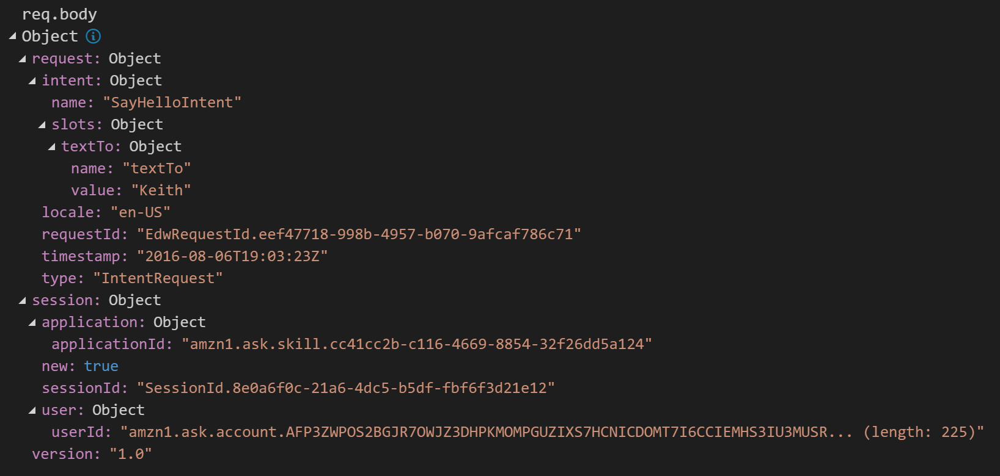 req.body
Object
request: Object
intent: Object
name: "SayHelloIntent"
slots: Object
textTo: Object
name: "textTo"
value: "Keith"
locale: "en-US"
requestId: "EdwRequestId.eef47718-998b-4957-b070-9afcaf786c71"
timestamp: "2016-08-06T19:03:23Z"
type: "IntentRequest"
session: Object
application: Object
applicationId: "amzn1.ask.skill.cc41cc2b-c116-4669-8854-32f26dd5a124"
new: true
sessionId: "SessionId.8e0a6f0c-21a6-4dc5-b5df-fbf6f3d21e12"
user: Object
userId: "amzn1.ask.account.AFP3ZWPOS2BGJR7OWJZ3DHPKMOMPGUZIXS7HCNICDOMT7I6CCIEMHS3IU3MUSR... (length: 225)"
version: "1.0"